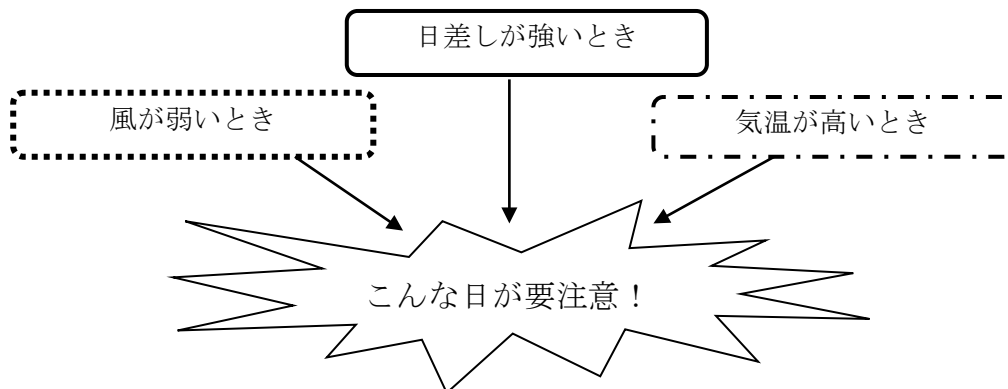 日差しが強いとき
風が弱いとき
気温が高いとき
こんな日が要注意！